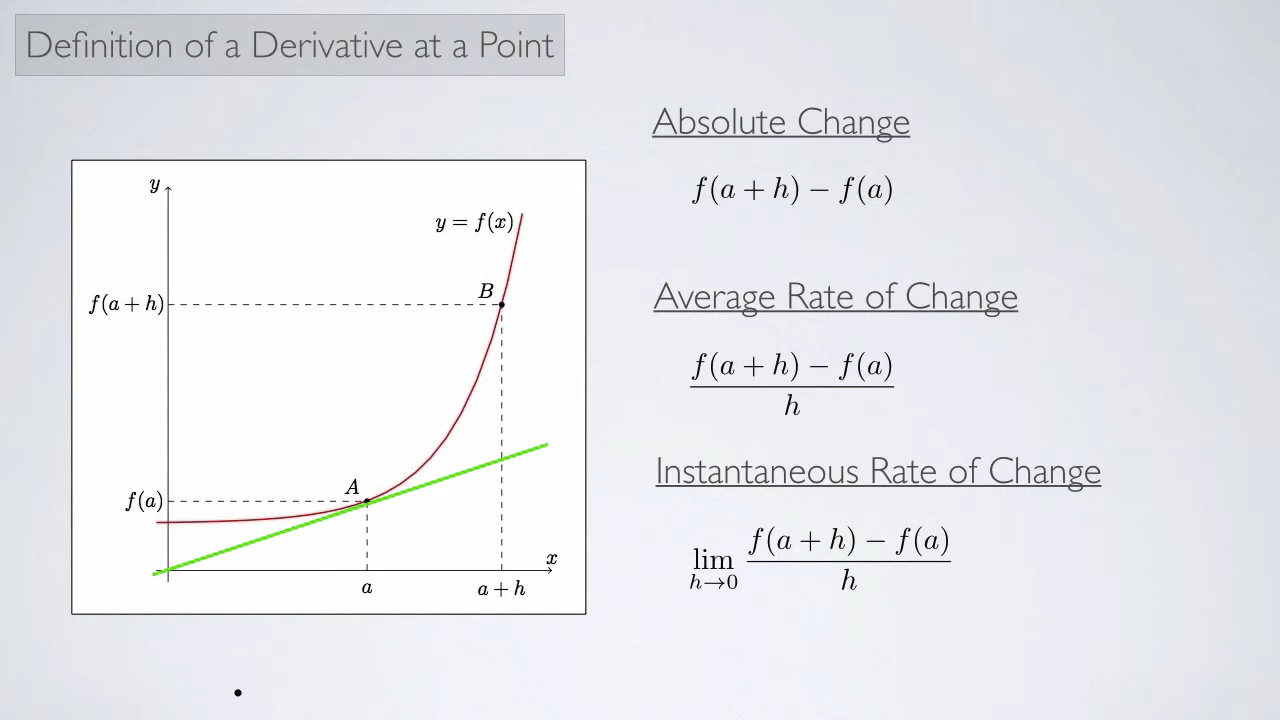 Definition of a Derivative at a Point
y
y = f(x)
B
f(a + h)
A
f(a)
x
a
a + h
Absolute Change
f(a + h) − f(a)
Average Rate of Change
f(a + h) − f(a)
h
Instantaneous Rate of Change
f(a + h) − f(a)
lim
h→0
h